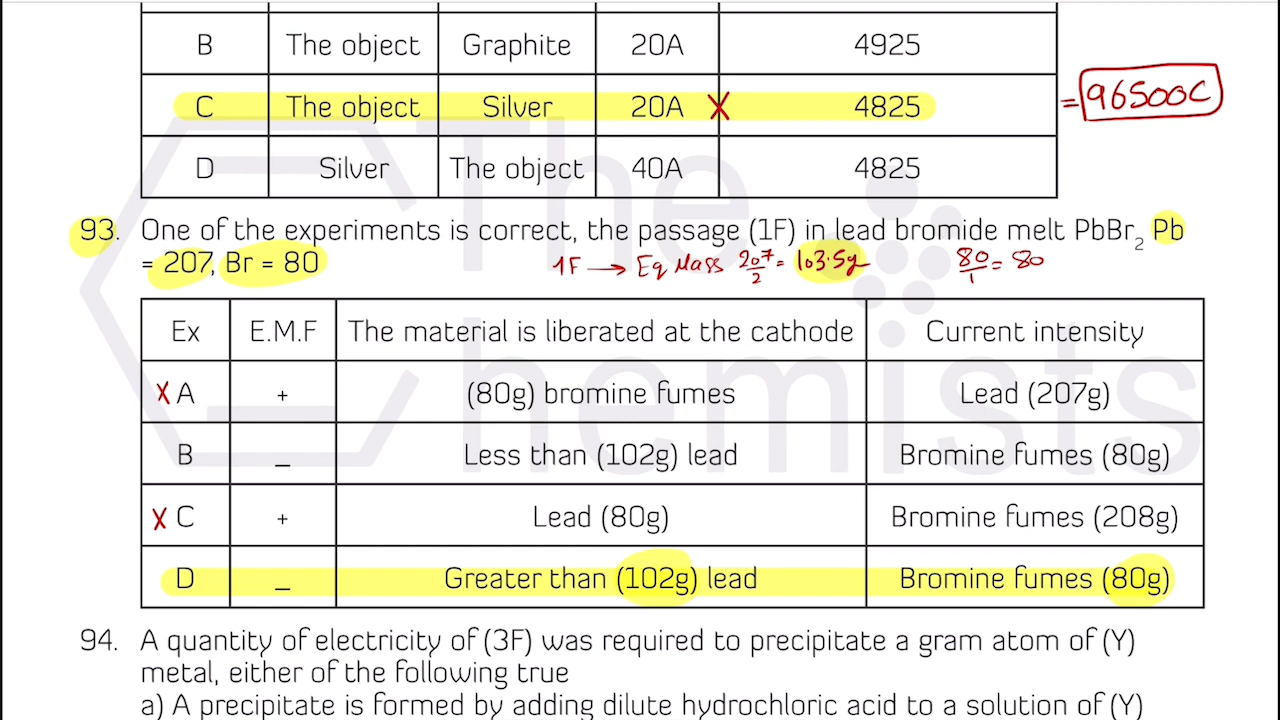 B The object Graphite 20A 4925
C The object Silver 20A X 4825 = 96500C
D Silver The object 40A 4825
The
Chemists
93. One of the experiments is correct, the passage (1F) in lead bromide melt PbBr₂ Pb
= 207, Br = 80 1F → Eq Mass 207/2 = 103.5g 80/1 = 80
Ex E.M.F The material is liberated at the cathode Current intensity
X A + (80g) bromine fumes Lead (207g)
B _ Less than (102g) lead Bromine fumes (80g)
X C + Lead (80g) Bromine fumes (208g)
D _ Greater than (102g) lead Bromine fumes (80g)
94. A quantity of electricity of (3F) was required to precipitate a gram atom of (Y)
metal, either of the following true
a) A precipitate is formed by adding dilute hydrochloric acid to a solution of (Y)